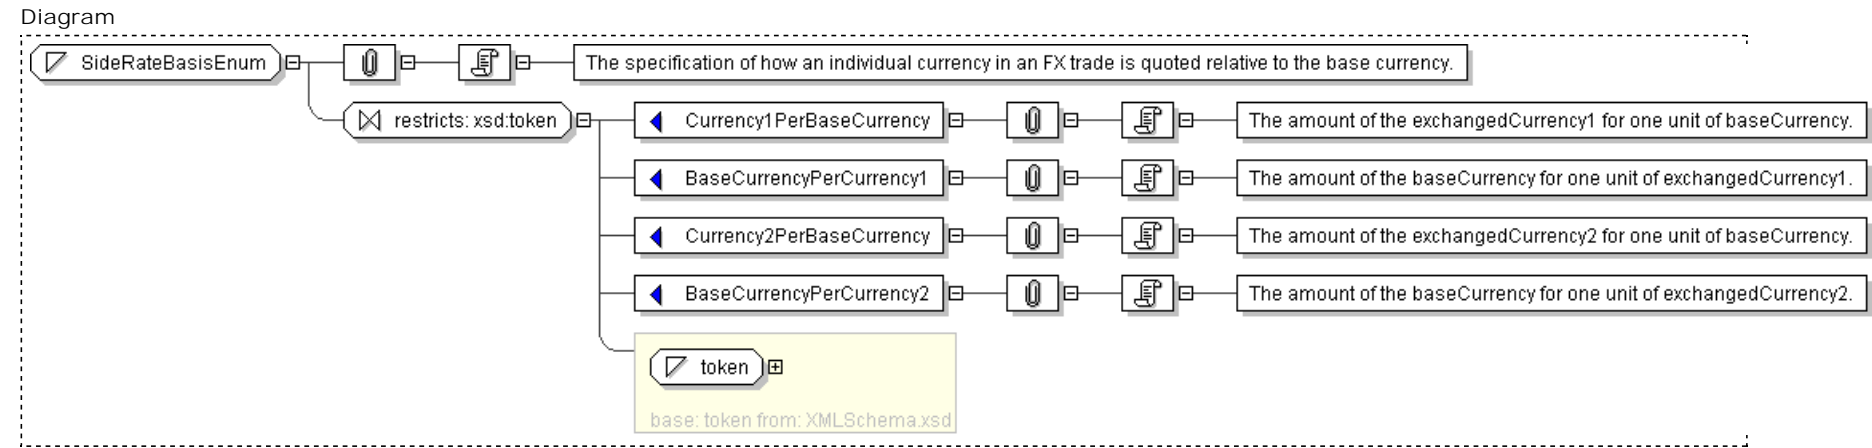 Diagram
SideRateBasisEnum
The specification of how an individual currency in an FX trade is quoted relative to the base currency.
restricts: xsd:token
Currency1PerBaseCurrency
The amount of the exchangedCurrency1 for one unit of baseCurrency.
BaseCurrencyPerCurrency1
The amount of the baseCurrency for one unit of exchangedCurrency1.
Currency2PerBaseCurrency
The amount of the exchangedCurrency2 for one unit of baseCurrency.
BaseCurrencyPerCurrency2
The amount of the baseCurrency for one unit of exchangedCurrency2.
token
base: token from: XMLSchema.xsd